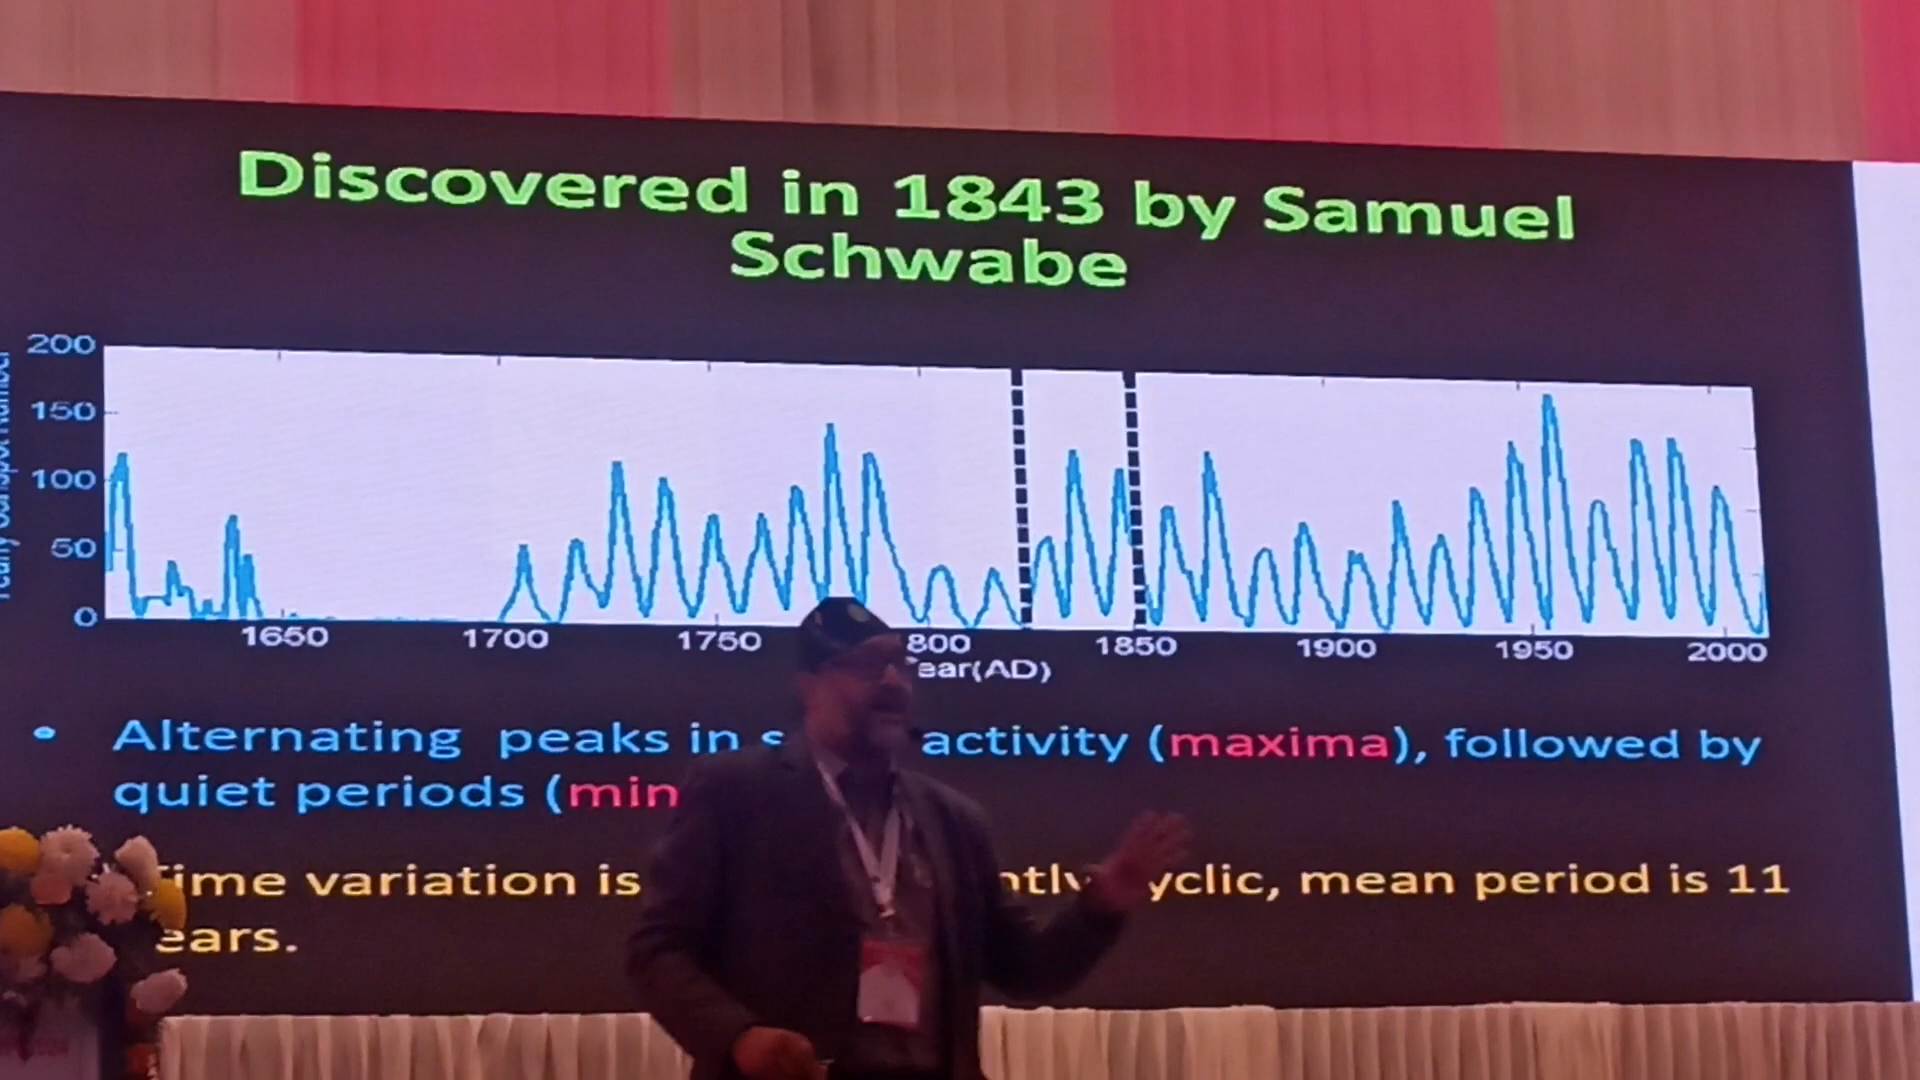 Discovered in 1843 by Samuel
Schwabe
200
150
100
50
0
1650 1700 1750 800 1850 1900 1950 2000
ear(AD)
• Alternating peaks in s activity (maxima), followed by
quiet periods (min
ime variation is ntly yclic, mean period is 11
ears.